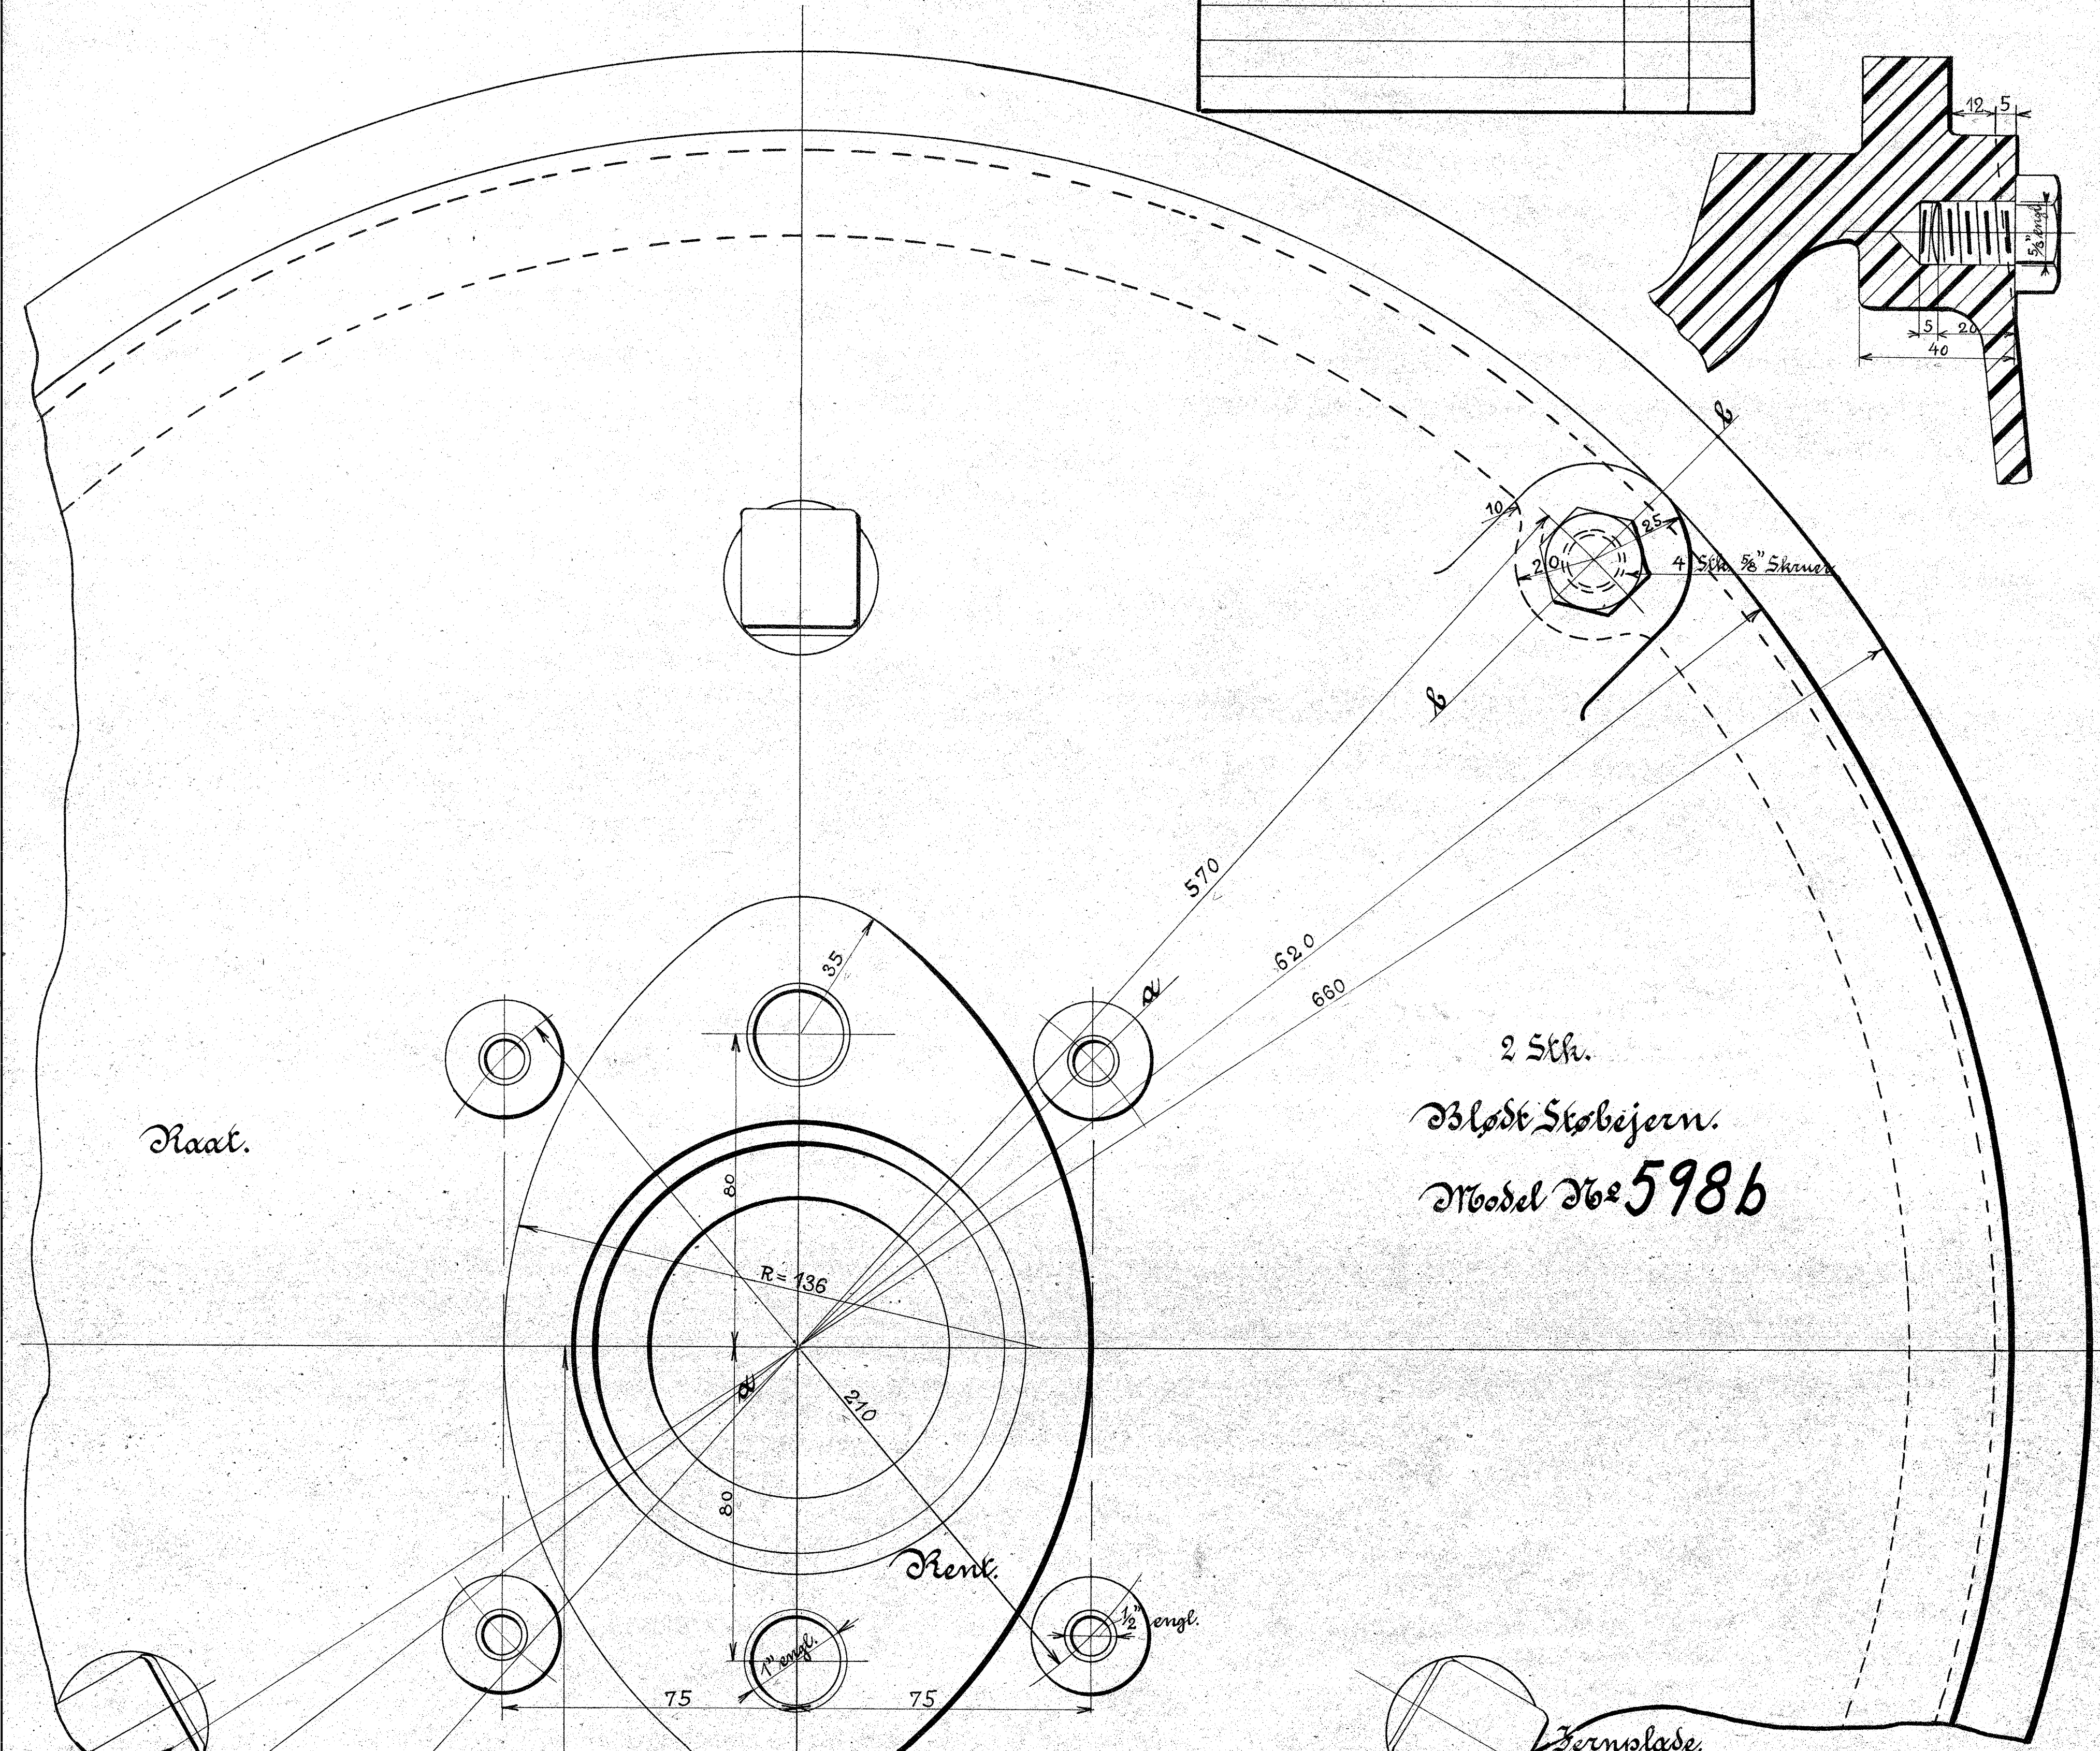 12 5
5/8" engl.
5 20
40
b
10
25
20
4 Stk. 5/8" Skruer
b
570
620
660
35
a
2 Stk.
Blødt Støbejern.
Model No 598b
Raat.
80
R=136
a
210
80
Rent.
1/2" engl.
1" engl.
75 75
Jernplade.